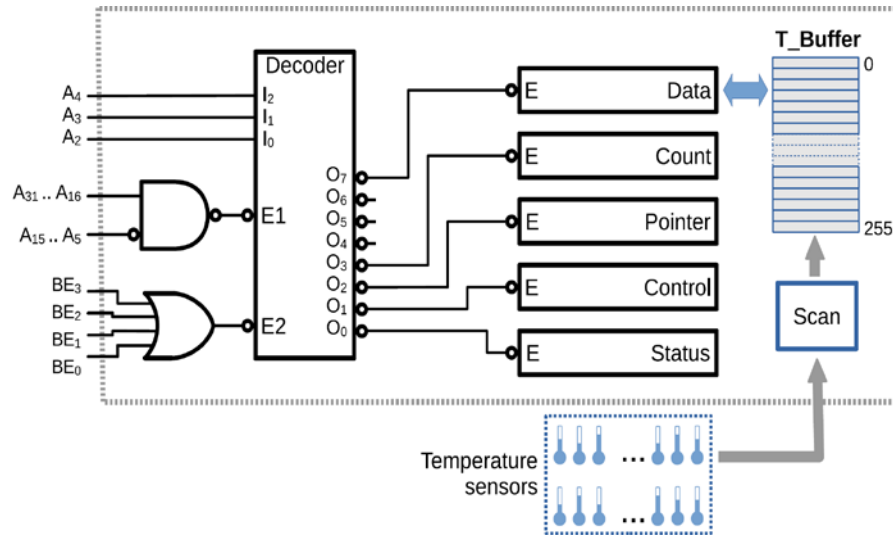 T_Buffer
0
255
Decoder
A₄
A₃
A₂
I₂
I₁
I₀
A₃₁ .. A₁₆
A₁₅ .. A₅
E1
BE₃
BE₂
BE₁
BE₀
E2
O₇
O₆
O₅
O₄
O₃
O₂
O₁
O₀
E Data
E Count
E Pointer
E Control
E Status
Scan
Temperature
sensors
...
...